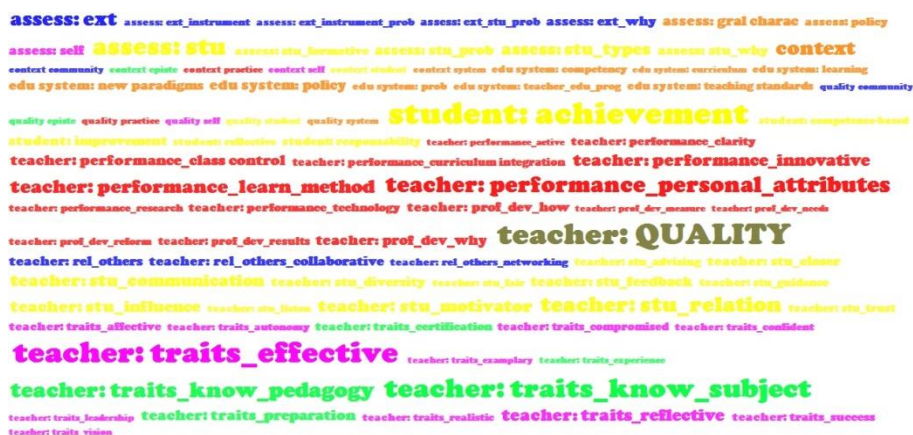 assess: ext assess: ext_instrument assess: ext_instrument_prob assess: ext_stu_prob assess: ext_why assess: gral charac assess: policy
assess: self assess: stu assess: stu_formative assess: stu_prob assess: stu_types assess: stu_why context
context community context episte context practice context self context student context system edu system: competency edu system: curriculum edu system: learning
edu system: new paradigms edu system: policy edu system: prob edu system: teacher_edu_prog edu system: teaching standards quality community
quality episte quality practice quality self quality student quality system student: achievement student: competence-based
student: improvement student: reflective student: responsability teacher: performance_active teacher: performance_clarity
teacher: performance_class control teacher: performance_curriculum integration teacher: performance_innovative
teacher: performance_learn_method teacher: performance_personal_attributes
teacher: performance_research teacher: performance_technology teacher: prof_dev_how teacher: prof_dev_measure teacher: prof_dev_needs
teacher: prof_dev_reform teacher: prof_dev_results teacher: prof_dev_why teacher: QUALITY
teacher: rel_others teacher: rel_others_collaborative teacher: rel_others_networking teacher: stu_advising teacher: stu_closer
teacher: stu_communication teacher: stu_diversity teacher: stu_fair teacher: stu_feedback teacher: stu_guidance
teacher: stu_influence teacher: stu_listen teacher: stu_motivator teacher: stu_relation teacher: stu_trust
teacher: traits_affective teacher: traits_autonomy teacher: traits_certification teacher: traits_compromised teacher: traits_confident
teacher: traits_effective teacher: traits_examplary teacher: traits_experience
teacher: traits_know_pedagogy teacher: traits_know_subject
teacher: traits_leadership teacher: traits_preparation teacher: traits_realistic teacher: traits_reflective teacher: traits_success
teacher: traits_vision